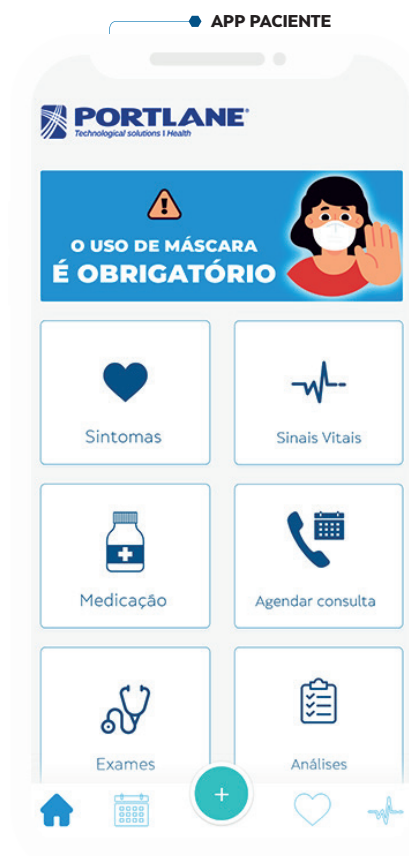 APP PACIENTE
PORTLANE®
Technological solutions I Health
O USO DE MÁSCARA
É OBRIGATÓRIO
Sintomas
Sinais Vitais
Medicação
Agendar consulta
Exames
Análises